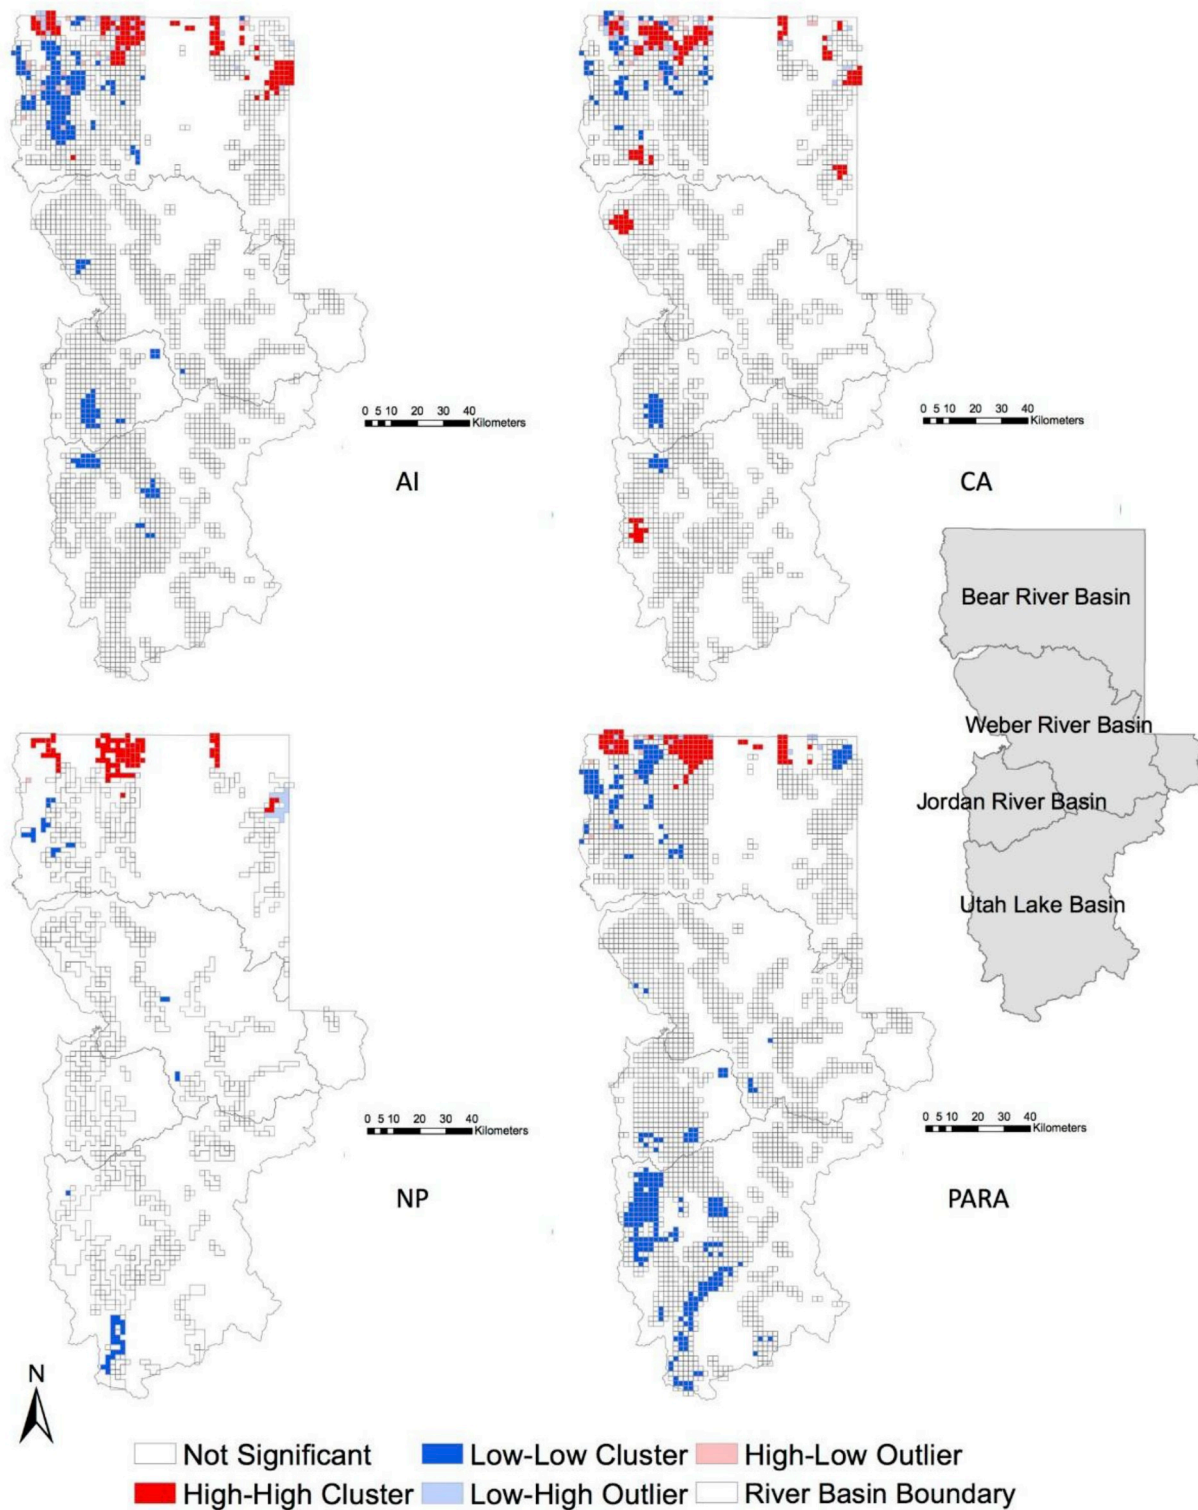 0 5 10 20 30 40
Kilometers
AI
0 5 10 20 30 40
Kilometers
CA
Bear River Basin
Weber River Basin
Jordan River Basin
Utah Lake Basin
0 5 10 20 30 40
Kilometers
NP
0 5 10 20 30 40
Kilometers
PARA
N
Not Significant
Low-Low Cluster
High-Low Outlier
High-High Cluster
Low-High Outlier
River Basin Boundary